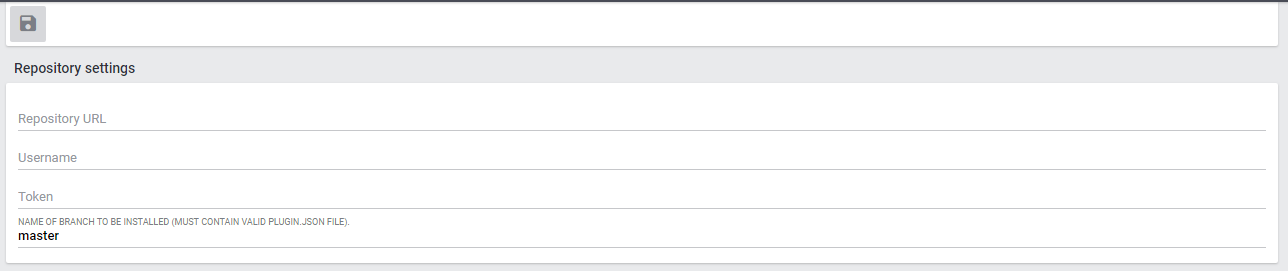 Repository settings
Repository URL
Username
Token
NAME OF BRANCH TO BE INSTALLED (MUST CONTAIN VALID PLUGIN.JSON FILE).
master